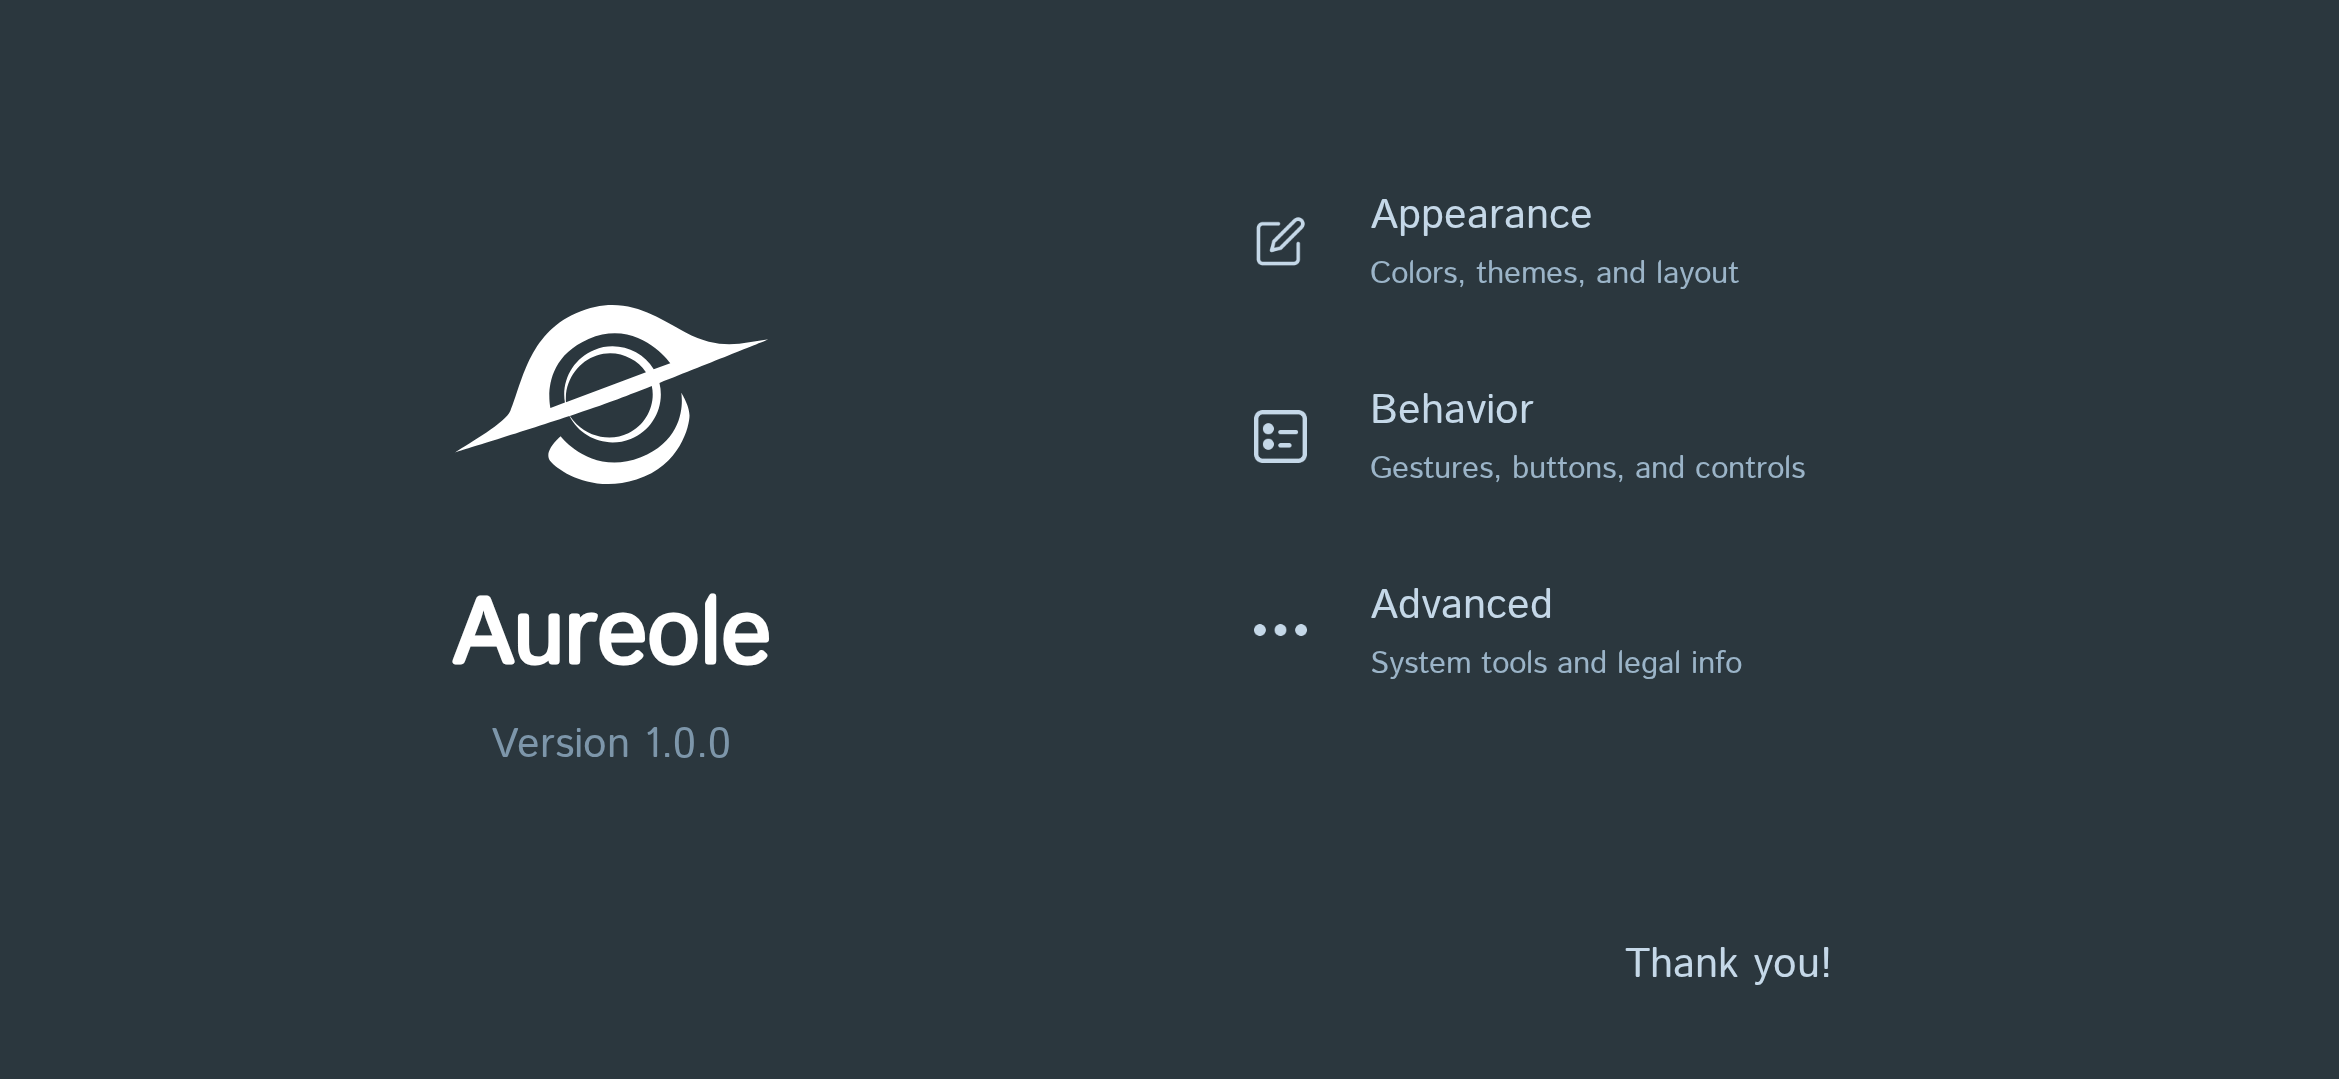 Aureole
Version 1.0.0
Appearance
Colors, themes, and layout
Behavior
Gestures, buttons, and controls
Advanced
System tools and legal info
Thank you!